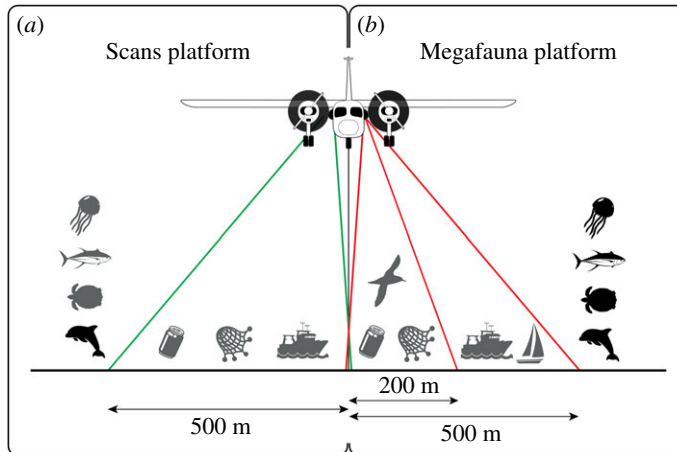 (a)
Scans platform
(b)
Megafauna platform
200 m
500 m
500 m